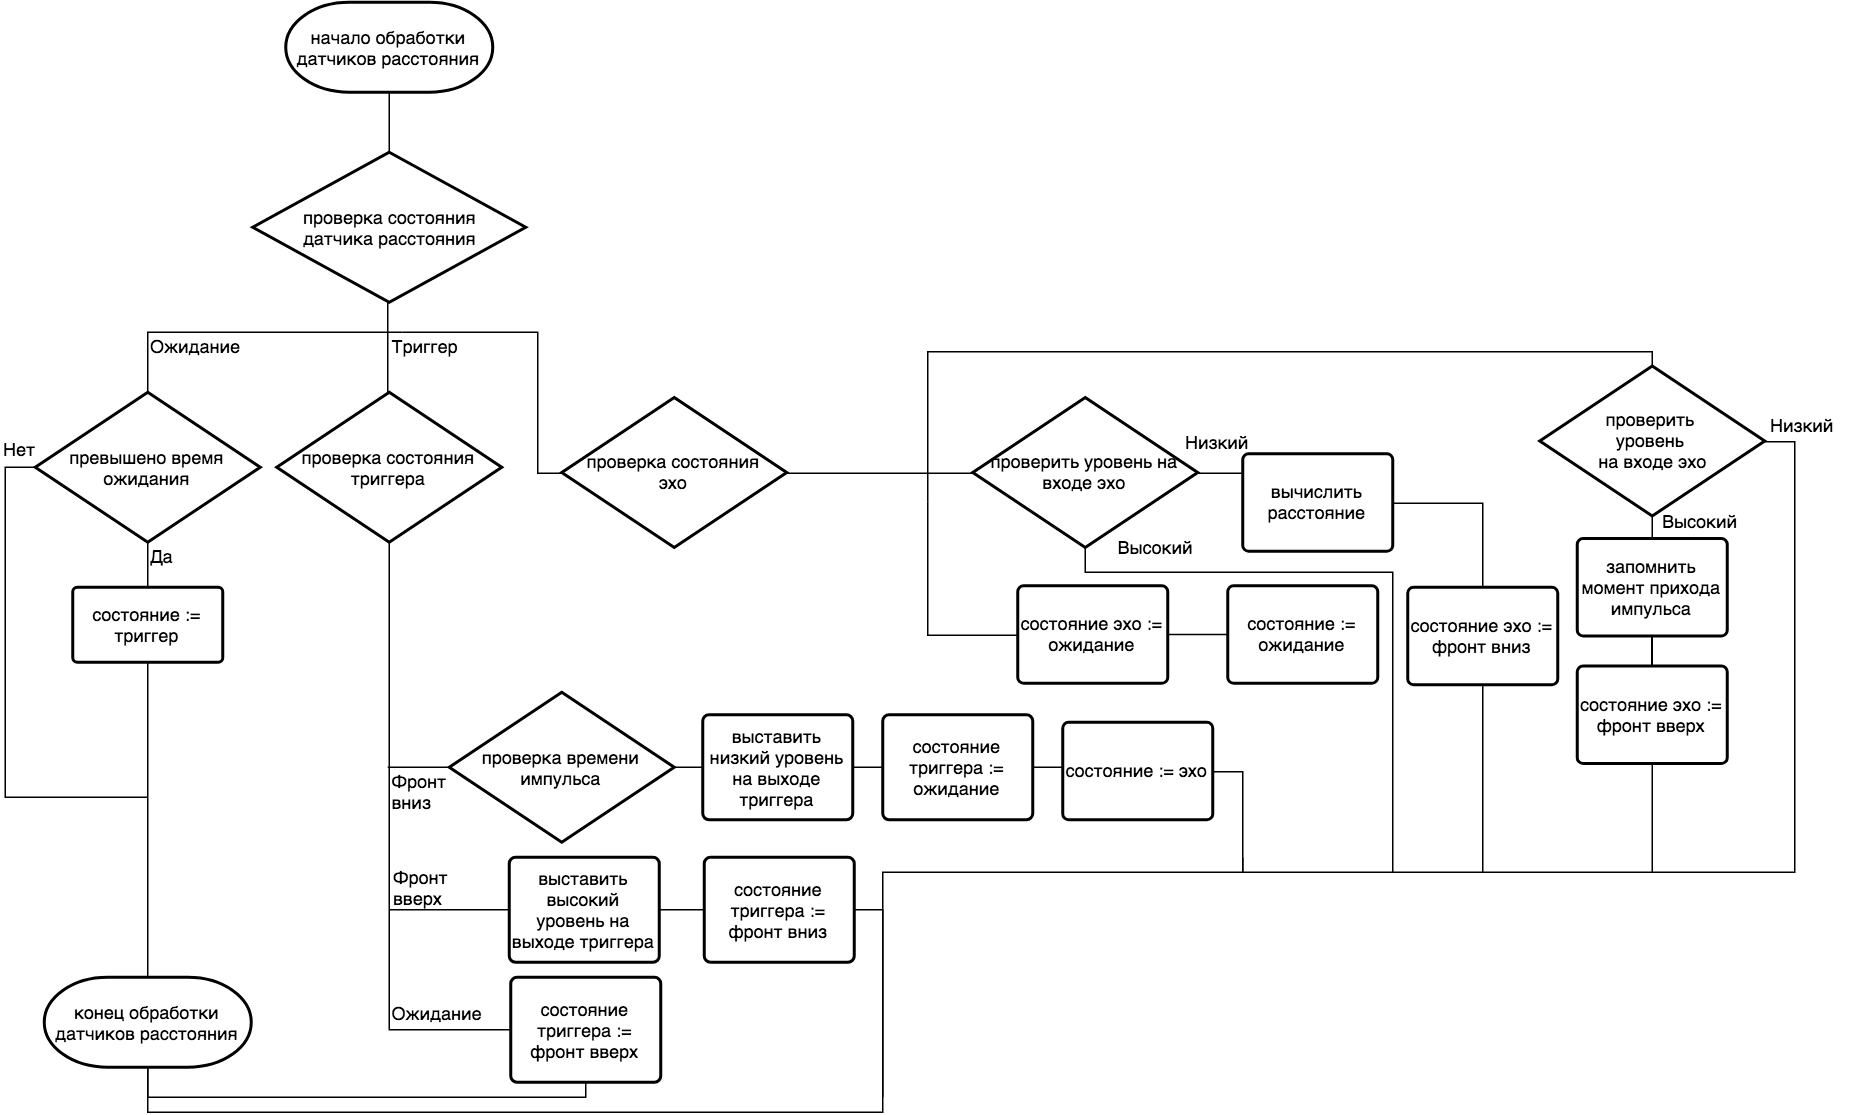 начало обработки
датчиков расстояния
проверка состояния
датчика расстояния
Ожидание
Триггер
Нет
превышено время
ожидания
Да
состояние :=
триггер
проверка состояния
триггера
проверка состояния
эхо
проверить уровень на
входе эхо
Низкий
Высокий
вычислить
расстояние
проверить
уровень
на входе эхо
Низкий
Высокий
запомнить
момент прихода
импульса
состояние эхо :=
ожидание
состояние :=
ожидание
состояние эхо :=
фронт вниз
состояние эхо :=
фронт вверх
Фронт
вниз
проверка времени
импульса
выставить
низкий уровень
на выходе
триггера
состояние
триггера :=
ожидание
состояние := эхо
Фронт
вверх
выставить
высокий
уровень на
выходе триггера
состояние
триггера :=
фронт вниз
Ожидание
состояние
триггера :=
фронт вверх
конец обработки
датчиков расстояния